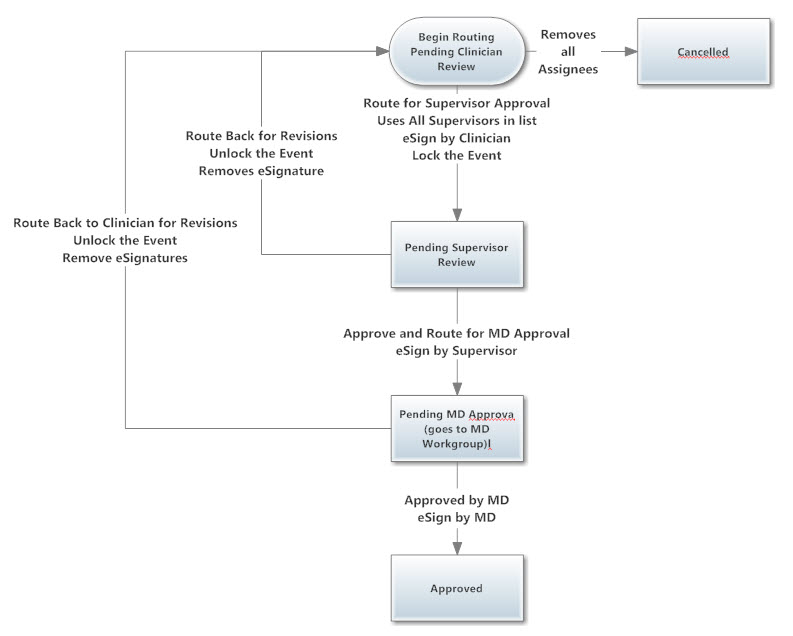 Begin Routing
Pending Clinician
Review
Removes
all
Assignees
Cancelled
Route for Supervisor Approval
Uses All Supervisors in list
eSign by Clinician
Lock the Event
Route Back for Revisions
Unlock the Event
Removes eSignature
Route Back to Clinician for Revisions
Unlock the Event
Remove eSignatures
Pending Supervisor
Review
Approve and Route for MD Approval
eSign by Supervisor
Pending MD Approva
(goes to MD
Workgroup)l
Approved by MD
eSign by MD
Approved